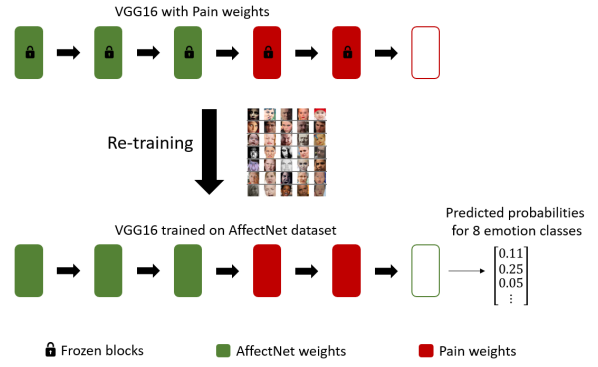 VGG16 with Pain weights
Re-training
VGG16 trained on AffectNet dataset
Predicted probabilities
for 8 emotion classes
0.11
0.25
0.05
⋮
Frozen blocks
AffectNet weights
Pain weights